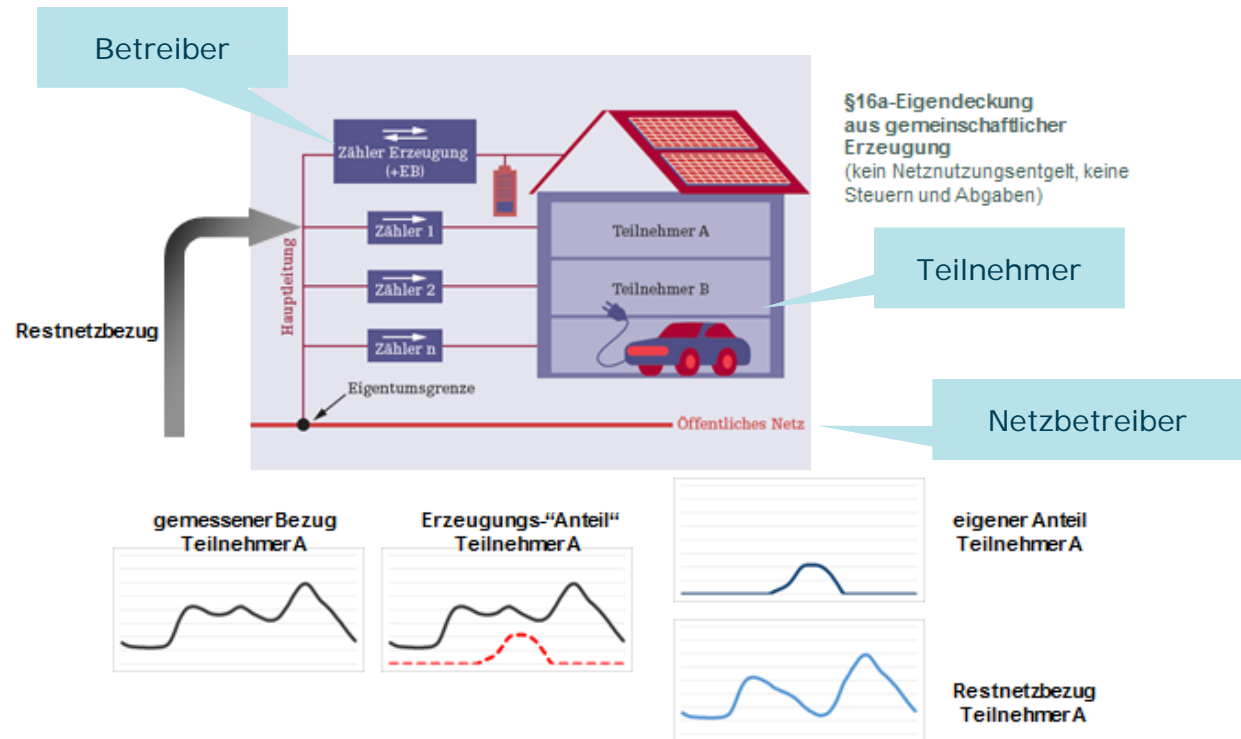 Betreiber
Zähler Erzeugung
(+EB)
§16a-Eigendeckung
aus gemeinschaftlicher
Erzeugung
(kein Netznutzungsentgelt, keine
Steuern und Abgaben)
Hauptleitung
Zähler 1
Teilnehmer A
Teilnehmer
Zähler 2
Teilnehmer B
Restnetzbezug
Zähler n
Eigentumsgrenze
Öffentliches Netz
Netzbetreiber
gemessener Bezug
Teilnehmer A
Erzeugungs-“Anteil“
Teilnehmer A
eigener Anteil
Teilnehmer A
Restnetzbezug
Teilnehmer A